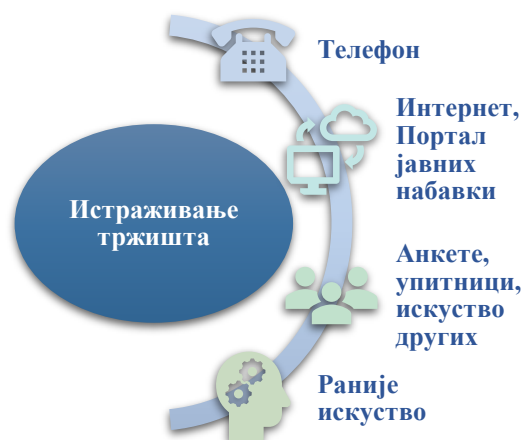 Телефон
Интернет,
Портал
јавних
набавки
Истраживање
тржишта
Анкете,
упитници,
искуство
других
Раније
искуство